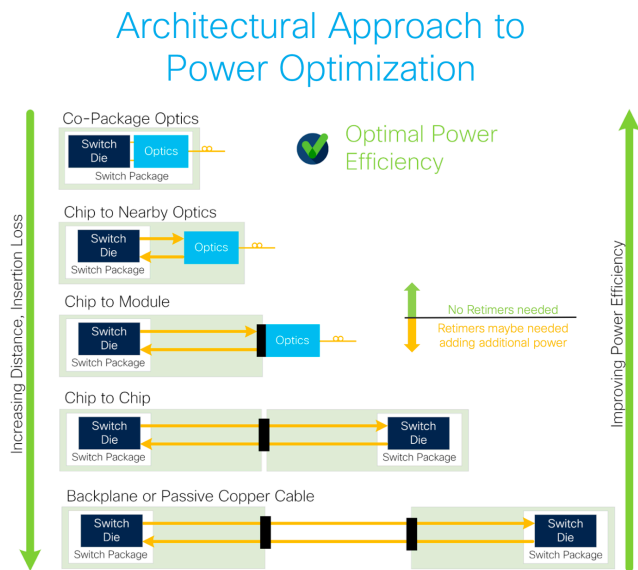 Architectural Approach to
Power Optimization
Increasing Distance, Insertion Loss
Improving Power Efficiency
Co-Package Optics
Switch
Die
Optics
Switch Package
Optimal Power
Efficiency
Chip to Nearby Optics
Switch
Die
Optics
Switch Package
Chip to Module
Switch
Die
Optics
Switch Package
No Retimers needed
Retimers maybe needed
adding additional power
Chip to Chip
Switch
Die
Switch Package
Switch
Die
Switch Package
Backplane or Passive Copper Cable
Switch
Die
Switch Package
Switch
Die
Switch Package